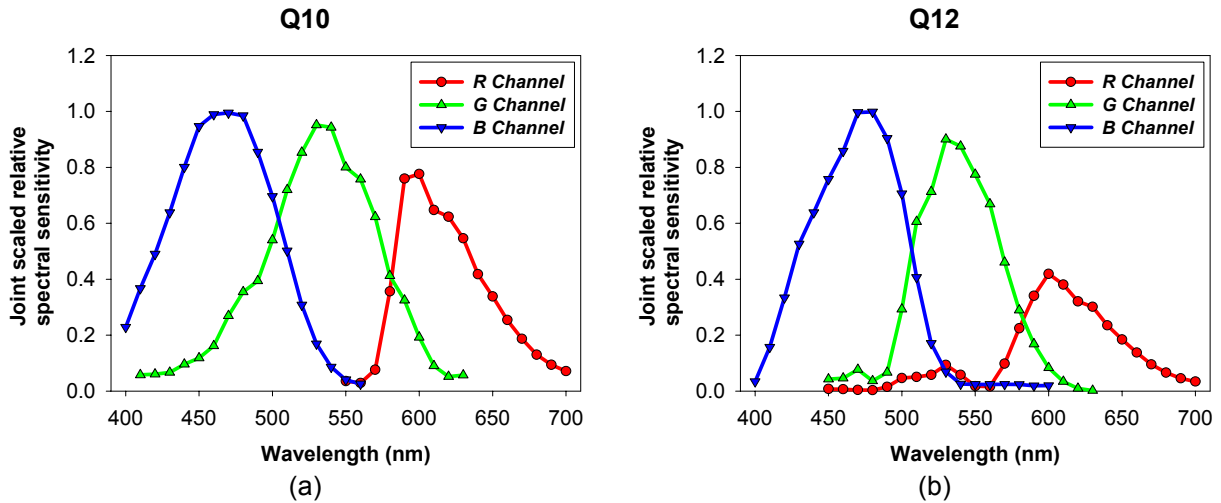 Q10
1.2
1.0
0.8
0.6
0.4
0.2
0.0
Joint scaled relative
spectral sensitivity
R Channel
G Channel
B Channel
400 450 500 550 600 650 700
Wavelength (nm)
(a)
Q12
1.2
1.0
0.8
0.6
0.4
0.2
0.0
Joint scaled relative
spectral sensitivity
R Channel
G Channel
B Channel
400 450 500 550 600 650 700
Wavelength (nm)
(b)